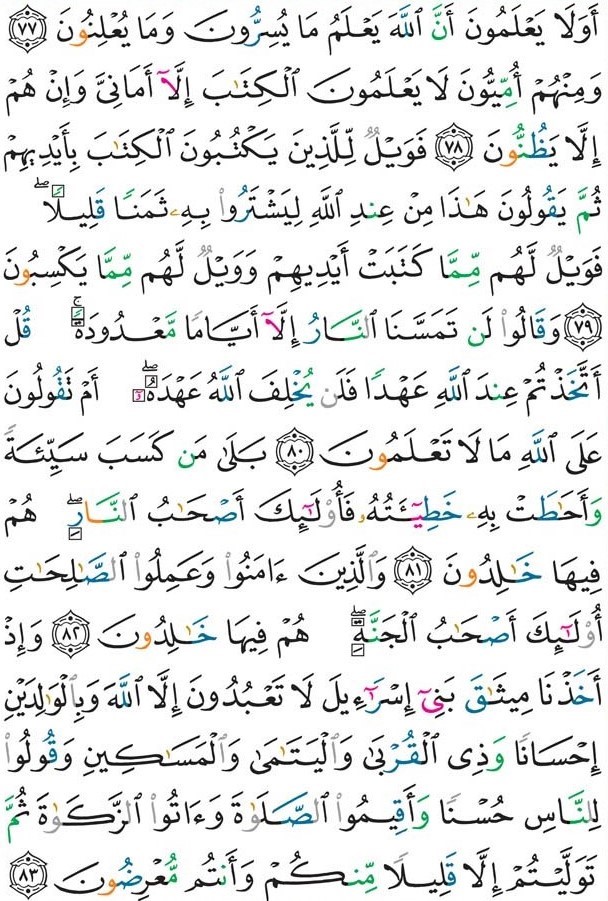 أَوَلَا يَعْلَمُونَ أَنَّ ٱللَّهَ يَعْلَمُ مَا يُسِرُّونَ وَمَا يُعْلِنُونَ ٧٧
وَمِنْهُمْ أُمِّيُّونَ لَا يَعْلَمُونَ ٱلْكِتَٰبَ إِلَّآ أَمَانِىَّ وَإِنْ هُمْ
إِلَّا يَظُنُّونَ ٧٨ فَوَيْلٌ لِّلَّذِينَ يَكْتُبُونَ ٱلْكِتَٰبَ بِأَيْدِيهِمْ
ثُمَّ يَقُولُونَ هَٰذَا مِنْ عِندِ ٱللَّهِ لِيَشْتَرُوا۟ بِهِۦ ثَمَنًا قَلِيلًا ۖ
فَوَيْلٌ لَّهُم مِّمَّا كَتَبَتْ أَيْدِيهِمْ وَوَيْلٌ لَّهُم مِّمَّا يَكْسِبُونَ
٧٩ وَقَالُوا۟ لَن تَمَسَّنَا ٱلنَّارُ إِلَّآ أَيَّامًا مَّعْدُودَةً ۚ قُلْ
أَتَّخَذْتُمْ عِندَ ٱللَّهِ عَهْدًا فَلَن يُخْلِفَ ٱللَّهُ عَهْدَهُۥٓ ۖ أَمْ تَقُولُونَ
عَلَى ٱللَّهِ مَا لَا تَعْلَمُونَ ٨٠ بَلَىٰ مَن كَسَبَ سَيِّئَةً
وَأَحَٰطَتْ بِهِۦ خَطِيٓـَٔتُهُۥ فَأُو۟لَٰٓئِكَ أَصْحَٰبُ ٱلنَّارِ ۖ هُمْ
فِيهَا خَٰلِدُونَ ٨١ وَٱلَّذِينَ ءَامَنُوا۟ وَعَمِلُوا۟ ٱلصَّٰلِحَٰتِ
أُو۟لَٰٓئِكَ أَصْحَٰبُ ٱلْجَنَّةِ ۖ هُمْ فِيهَا خَٰلِدُونَ ٨٢ وَإِذْ
أَخَذْنَا مِيثَٰقَ بَنِىٓ إِسْرَٰٓءِيلَ لَا تَعْبُدُونَ إِلَّا ٱللَّهَ وَبِٱلْوَٰلِدَيْنِ
إِحْسَانًا وَذِى ٱلْقُرْبَىٰ وَٱلْيَتَٰمَىٰ وَٱلْمَسَٰكِينِ وَقُولُوا۟
لِلنَّاسِ حُسْنًا وَأَقِيمُوا۟ ٱلصَّلَوٰةَ وَءَاتُوا۟ ٱلزَّكَوٰةَ ثُمَّ
تَوَلَّيْتُمْ إِلَّا قَلِيلًا مِّنكُمْ وَأَنتُم مُّعْرِضُونَ ٨٣